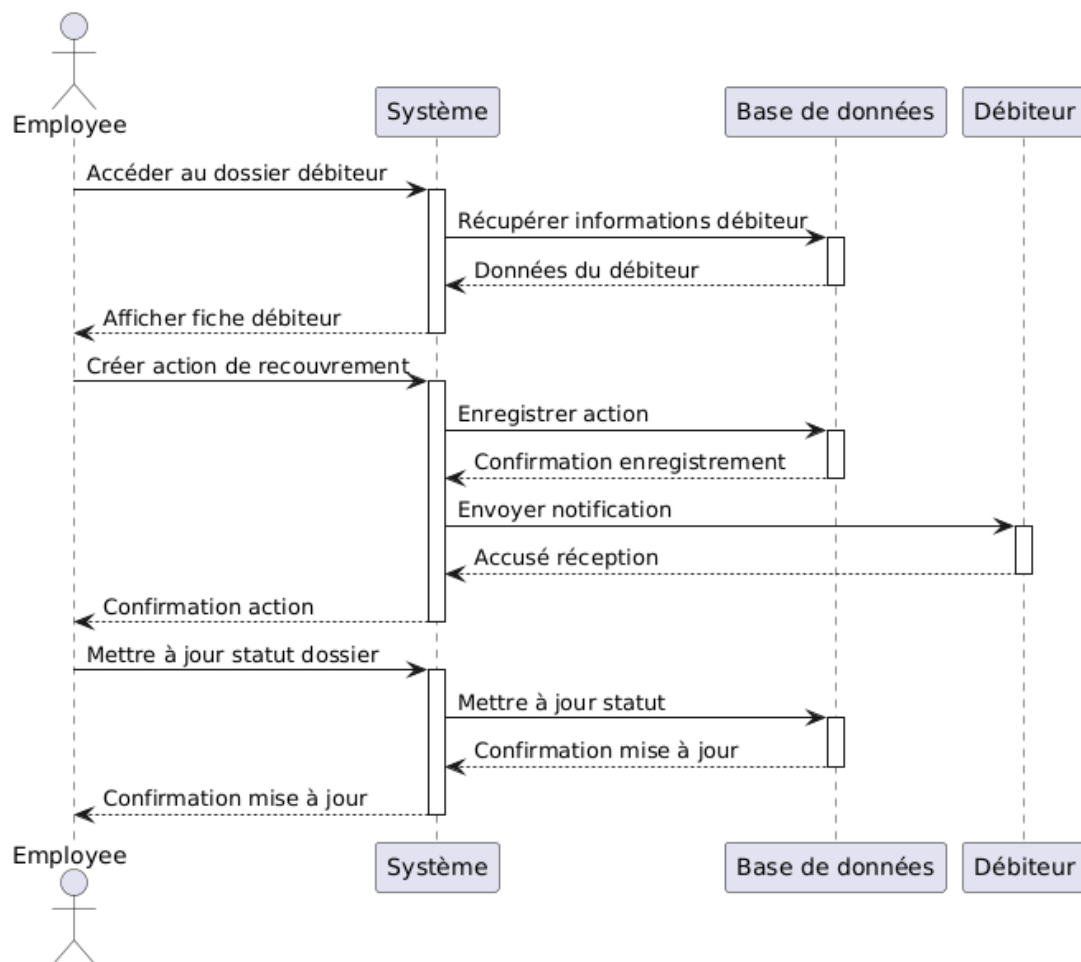 Employee
Système
Base de données
Débiteur
Accéder au dossier débiteur
Récupérer informations débiteur
Données du débiteur
Afficher fiche débiteur
Créer action de recouvrement
Enregistrer action
Confirmation enregistrement
Envoyer notification
Accusé réception
Confirmation action
Mettre à jour statut dossier
Mettre à jour statut
Confirmation mise à jour
Confirmation mise à jour
Employee
Système
Base de données
Débiteur